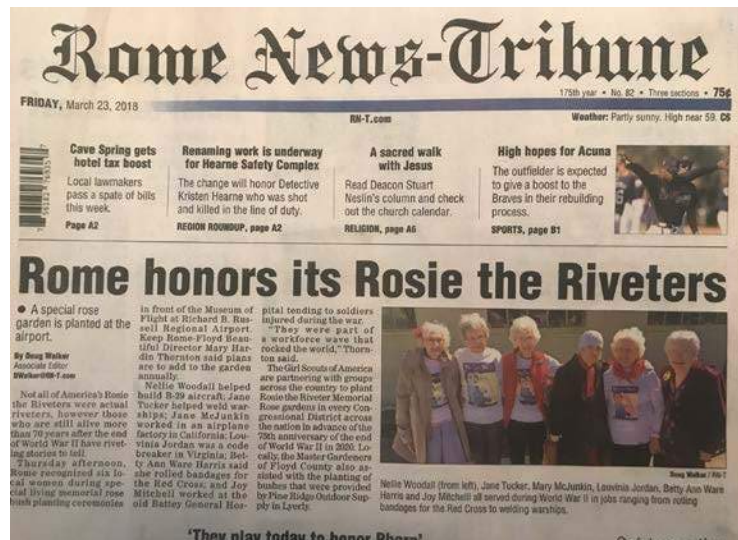 Rome News-Tribune
175th year • No. 82 • Three sections • 75¢
FRIDAY, March 23, 2018
RN-T.com
Weather: Partly sunny. High near 59. C6
Cave Spring gets
hotel tax boost
Local lawmakers
pass a spate of bills
this week.
Page A2
Renaming work is underway
for Hearne Safety Complex
The change will honor Detective
Kristen Hearne who was shot
and killed in the line of duty.
REGION ROUNDUP, page A2
A sacred walk
with Jesus
Read Deacon Stuart
Neslin's column and check
out the church calendar.
RELIGION, page A6
High hopes for Acuna
The outfielder is expected
to give a boost to the
Braves in their rebuilding
process.
SPORTS, page B1
Rome honors its Rosie the Riveters
● A special rose
garden is planted at the
airport.
By Doug Walker
Associate Editor
DWalker@RN-T.com
Not all of America's Rosie
the Riveters were actual
riveters, however those
who are still alive more
than 70 years after the end
of World War II have rivet-
ing stories to tell.
Thursday afternoon,
Rome recognized six lo-
cal women during spe-
cial living memorial rose
bush planting ceremonies
in front of the Museum of
Flight at Richard B. Rus-
sell Regional Airport.
Keep Rome-Floyd Beau-
tiful Director Mary Har-
din Thornton said plans
are to add to the garden
annually.
Nellie Woodall helped
build B-29 aircraft; Jane
Tucker helped weld war-
ships; Jane McJunkin
worked in an airplane
factory in California; Lou-
vinia Jordan was a code
breaker in Virginia; Bet-
ty Ann Ware Harris said
she rolled bandages for
the Red Cross; and Joy
Mitchell worked at the
old Battey General Hos-
pital tending to soldiers
injured during the war.
"They were part of
a workforce wave that
rocked the world," Thorn-
ton said.
The Girl Scouts of America
are partnering with groups
across the country to plant
Rosie the Riveter Memorial
Rose gardens in every Con-
gressional District across
the nation in advance of the
75th anniversary of the end
of World War II in 2020. Lo-
cally, the Master Gardeners
of Floyd County also as-
sisted with the planting of
bushes that were provided
by Pine Ridge Outdoor Sup-
ply in Lyerly.
Doug Walker / RN-T
Nellie Woodall (from left), Jane Tucker, Mary McJunkin, Louvinia Jordan, Betty Ann Ware
Harris and Joy Mitchell all served during World War II in jobs ranging from rolling
bandages for the Red Cross to welding warships.
'They play today to honor